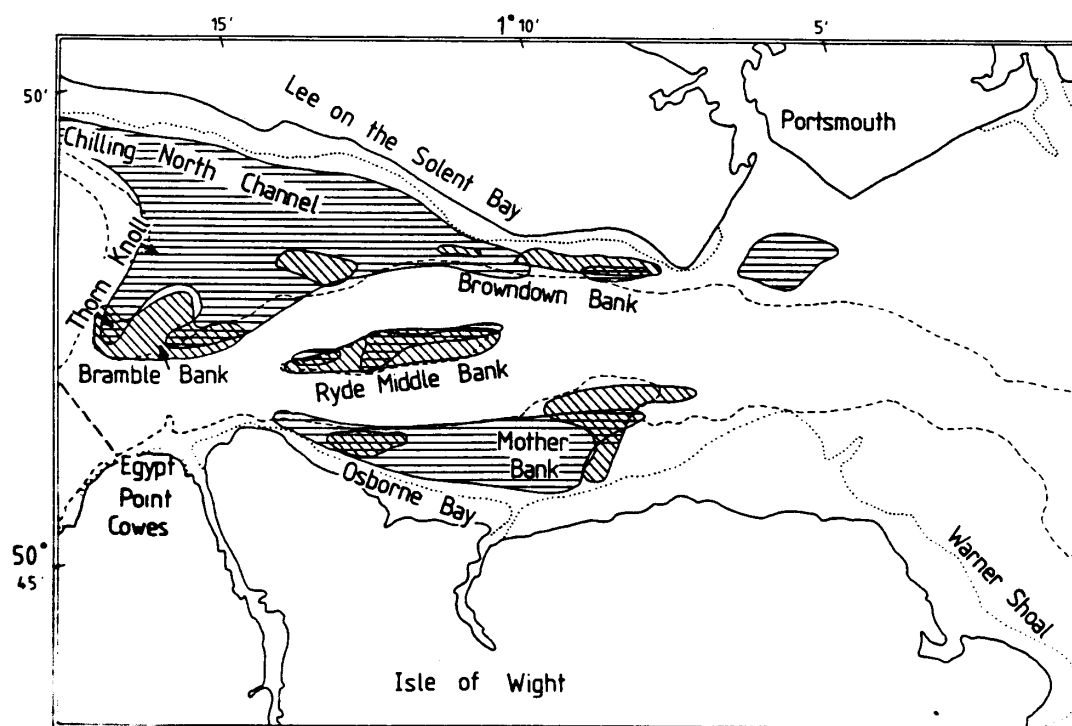 15'
1° 10'
5'
50'
Lee on the Solent Bay
Portsmouth
Chilling North Channel
Thorn Knoll
Browndown Bank
Bramble Bank
Ryde Middle Bank
Mother
Bank
Egypt
Point
Cowes
Osborne Bay
50°
45'
Warner Shoal
Isle of Wight